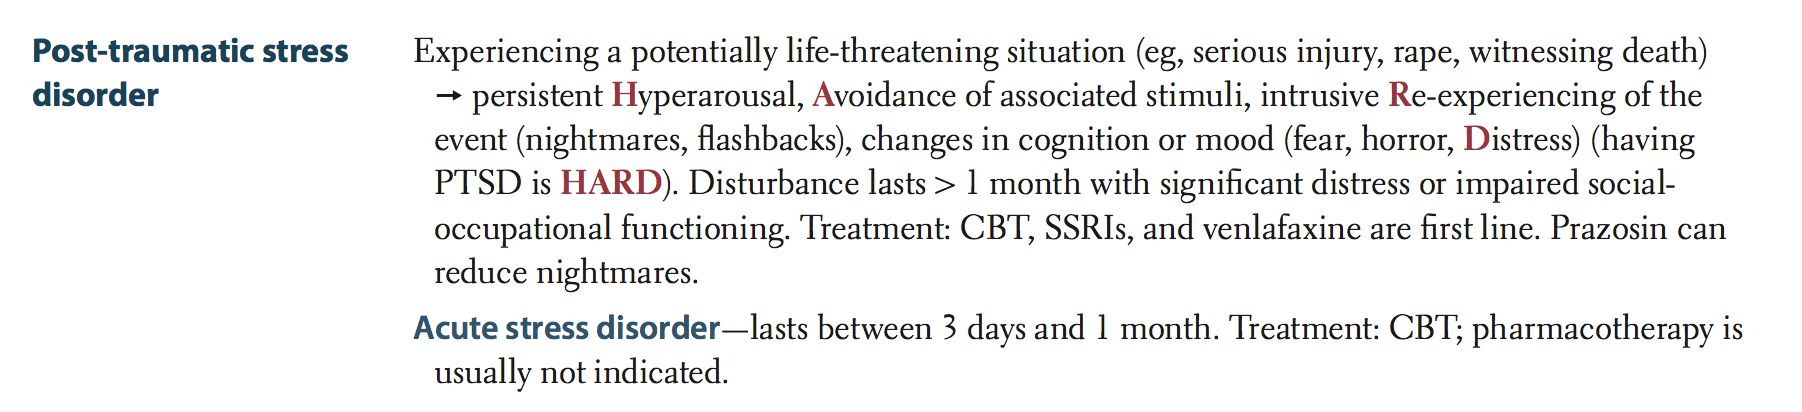 Post-traumatic stress
disorder
Experiencing a potentially life-threatening situation (eg, serious injury, rape, witnessing death)
→ persistent Hyperarousal, Avoidance of associated stimuli, intrusive Re-experiencing of the
event (nightmares, flashbacks), changes in cognition or mood (fear, horror, Distress) (having
PTSD is HARD). Disturbance lasts > 1 month with significant distress or impaired social-
occupational functioning. Treatment: CBT, SSRIs, and venlafaxine are first line. Prazosin can
reduce nightmares.
Acute stress disorder—lasts between 3 days and 1 month. Treatment: CBT; pharmacotherapy is
usually not indicated.